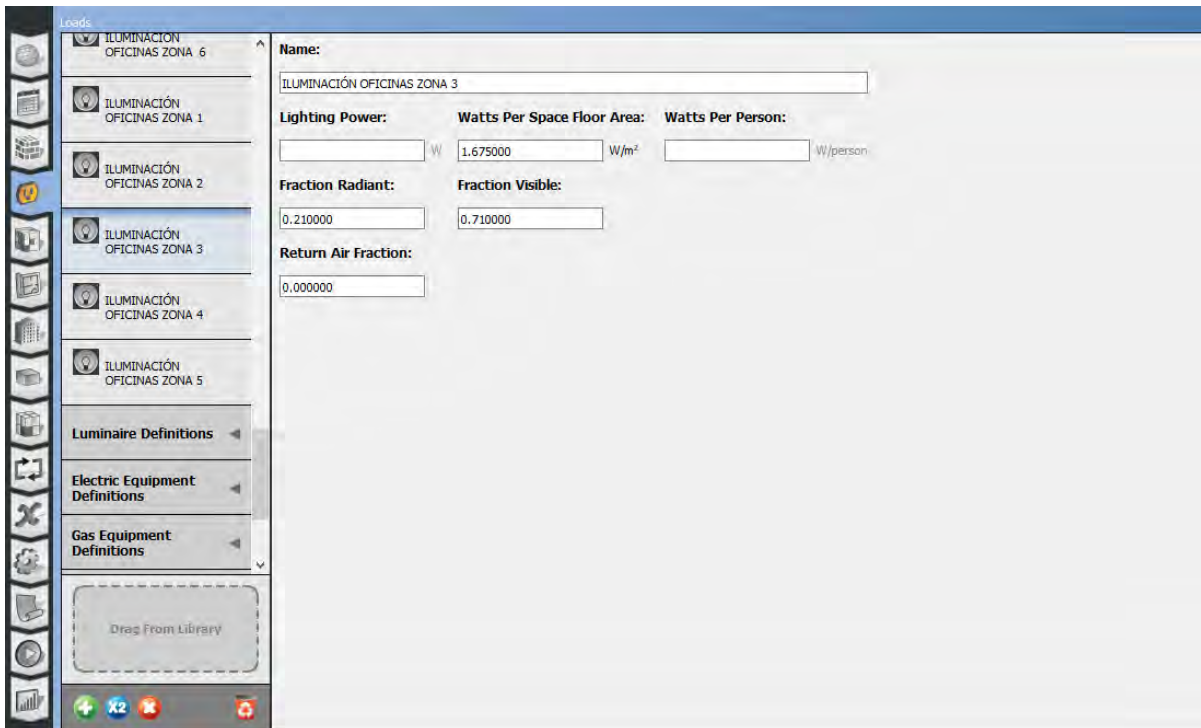 Loads
ILUMINACIÓN
OFICINAS ZONA 6
ILUMINACIÓN
OFICINAS ZONA 1
ILUMINACIÓN
OFICINAS ZONA 2
ILUMINACIÓN
OFICINAS ZONA 3
ILUMINACIÓN
OFICINAS ZONA 4
ILUMINACIÓN
OFICINAS ZONA 5
Luminaire Definitions
Electric Equipment
Definitions
Gas Equipment
Definitions
Drag From Library
X2
Name:
ILUMINACIÓN OFICINAS ZONA 3
Lighting Power: Watts Per Space Floor Area: Watts Per Person:
W 1.675000 W/m² W/person
Fraction Radiant: Fraction Visible:
0.210000 0.710000
Return Air Fraction:
0.000000